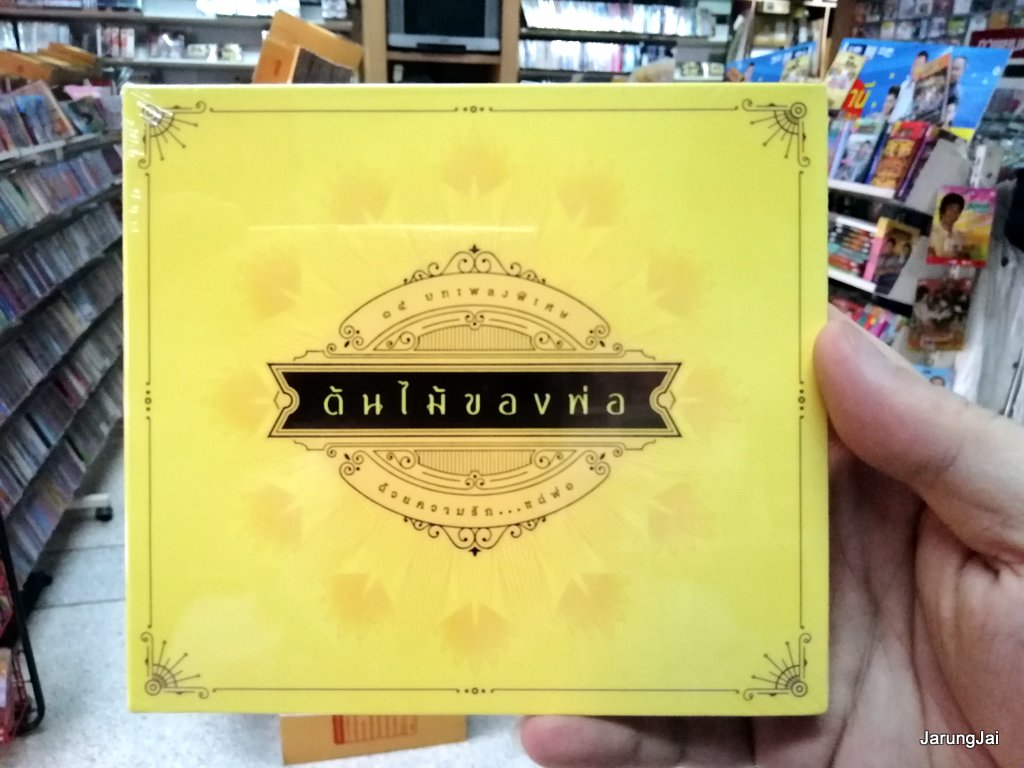 ๑๕ บทเพลงพิเศษ
ต้นไม้ของพ่อ
ด้วยความรัก...แด่พ่อ
JarungJai